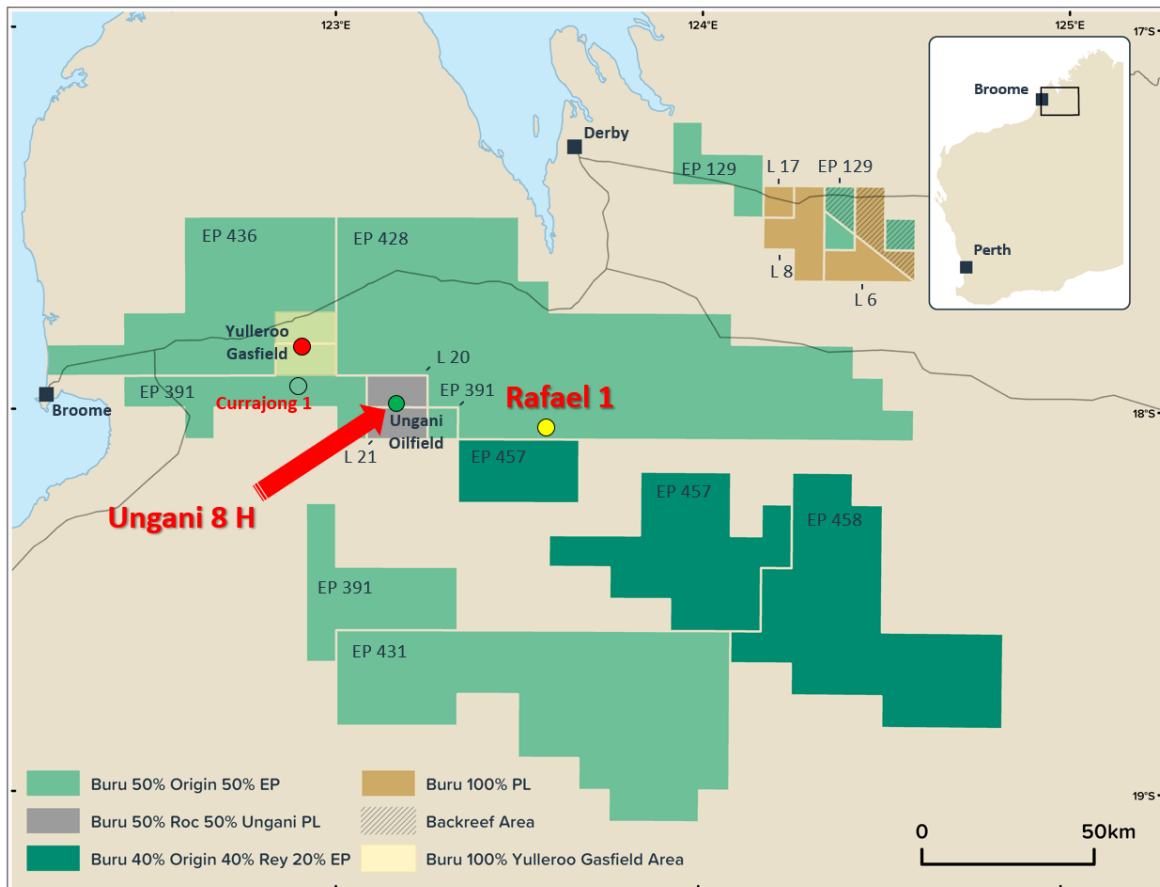 123°E
124°E
125°E
17°S
Broome
Perth
Derby
EP 129
L 17
EP 129
L 8
L 6
EP 436
EP 428
Yulleroo
Gasfield
L 20
EP 391
EP 391
Broome
Currajong 1
Rafael 1
18°S
Ungani
Oilfield
L 21
EP 457
Ungani 8 H
EP 457
EP 458
EP 391
EP 431
Buru 50% Origin 50% EP
Buru 50% Roc 50% Ungani PL
Buru 40% Origin 40% Rey 20% EP
Buru 100% PL
Backreef Area
Buru 100% Yulleroo Gasfield Area
19°S
0
50km